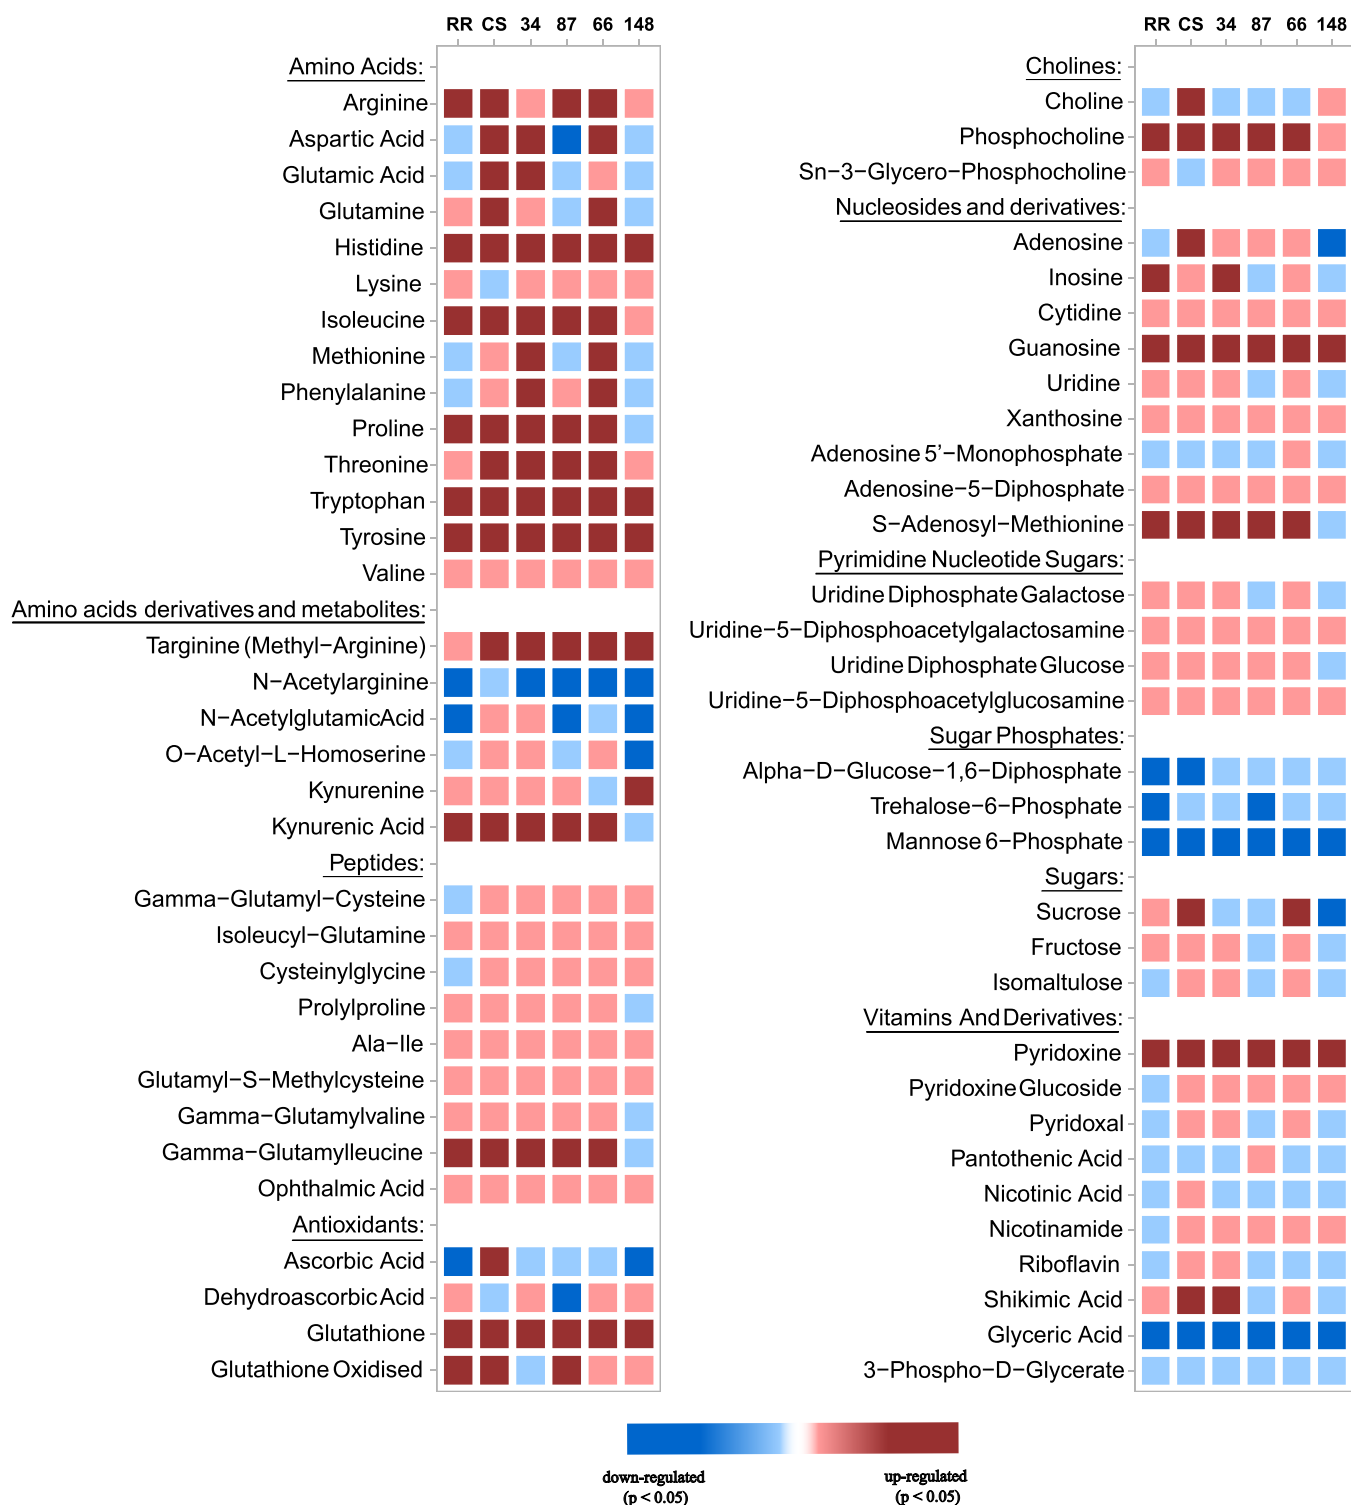 RR CS 34 87 66 148
Amino Acids:
Arginine
Aspartic Acid
Glutamic Acid
Glutamine
Histidine
Lysine
Isoleucine
Methionine
Phenylalanine
Proline
Threonine
Tryptophan
Tyrosine
Valine
Amino acids derivatives and metabolites:
Targinine (Methyl−Arginine)
N−Acetylarginine
N−Acetylglutamic Acid
O−Acetyl−L−Homoserine
Kynurenine
Kynurenic Acid
Peptides:
Gamma−Glutamyl−Cysteine
Isoleucyl−Glutamine
Cysteinylglycine
Prolylproline
Ala−Ile
Glutamyl−S−Methylcysteine
Gamma−Glutamylvaline
Gamma−Glutamylleucine
Ophthalmic Acid
Antioxidants:
Ascorbic Acid
Dehydroascorbic Acid
Glutathione
Glutathione Oxidised
RR CS 34 87 66 148
Cholines:
Choline
Phosphocholine
Sn−3−Glycero−Phosphocholine
Nucleosides and derivatives:
Adenosine
Inosine
Cytidine
Guanosine
Uridine
Xanthosine
Adenosine 5’−Monophosphate
Adenosine−5−Diphosphate
S−Adenosyl−Methionine
Pyrimidine Nucleotide Sugars:
Uridine Diphosphate Galactose
Uridine−5−Diphosphoacetylgalactosamine
Uridine Diphosphate Glucose
Uridine−5−Diphosphoacetylglucosamine
Sugar Phosphates:
Alpha−D−Glucose−1,6−Diphosphate
Trehalose−6−Phosphate
Mannose 6−Phosphate
Sugars:
Sucrose
Fructose
Isomaltulose
Vitamins And Derivatives:
Pyridoxine
Pyridoxine Glucoside
Pyridoxal
Pantothenic Acid
Nicotinic Acid
Nicotinamide
Riboflavin
Shikimic Acid
Glyceric Acid
3−Phospho−D−Glycerate
down-regulated
(p < 0.05)
up-regulated
(p < 0.05)